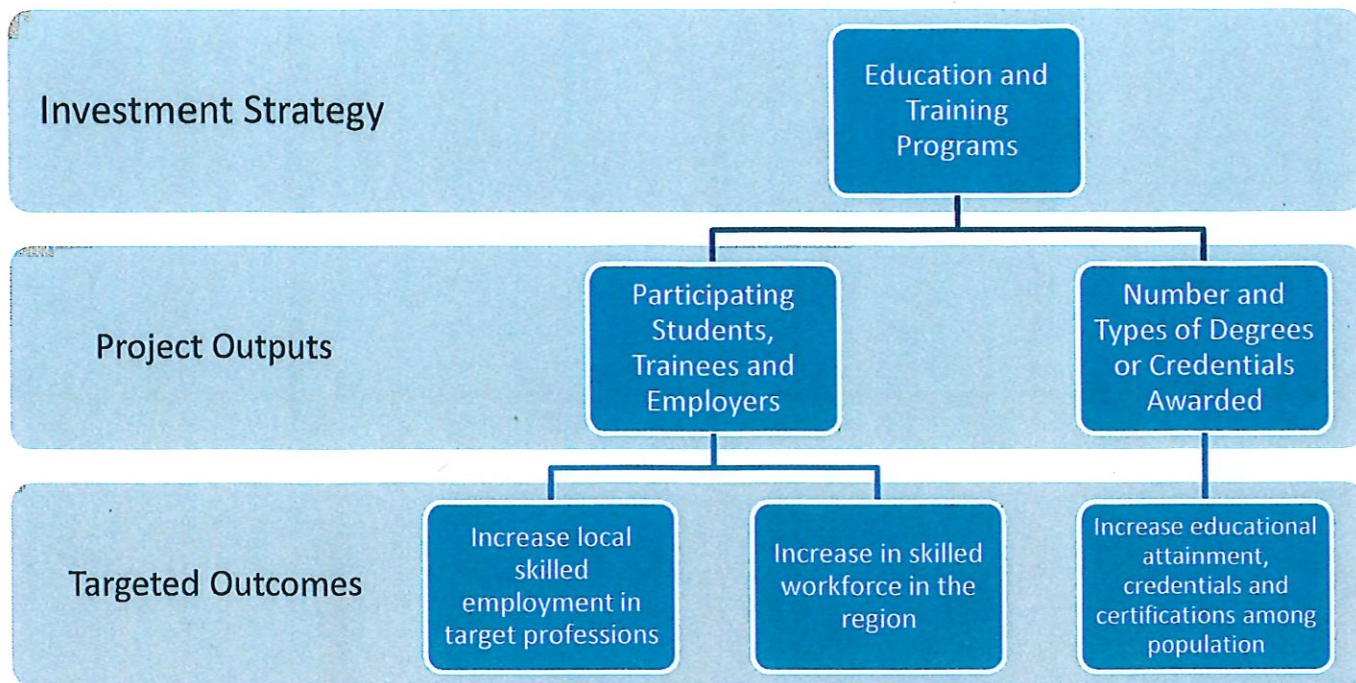 Investment Strategy
Education and
Training
Programs
Project Outputs
Participating
Students,
Trainees and
Employers
Number and
Types of Degrees
or Credentials
Awarded
Targeted Outcomes
Increase local
skilled
employment in
target professions
Increase in skilled
workforce in the
region
Increase educational
attainment,
credentials and
certifications among
population